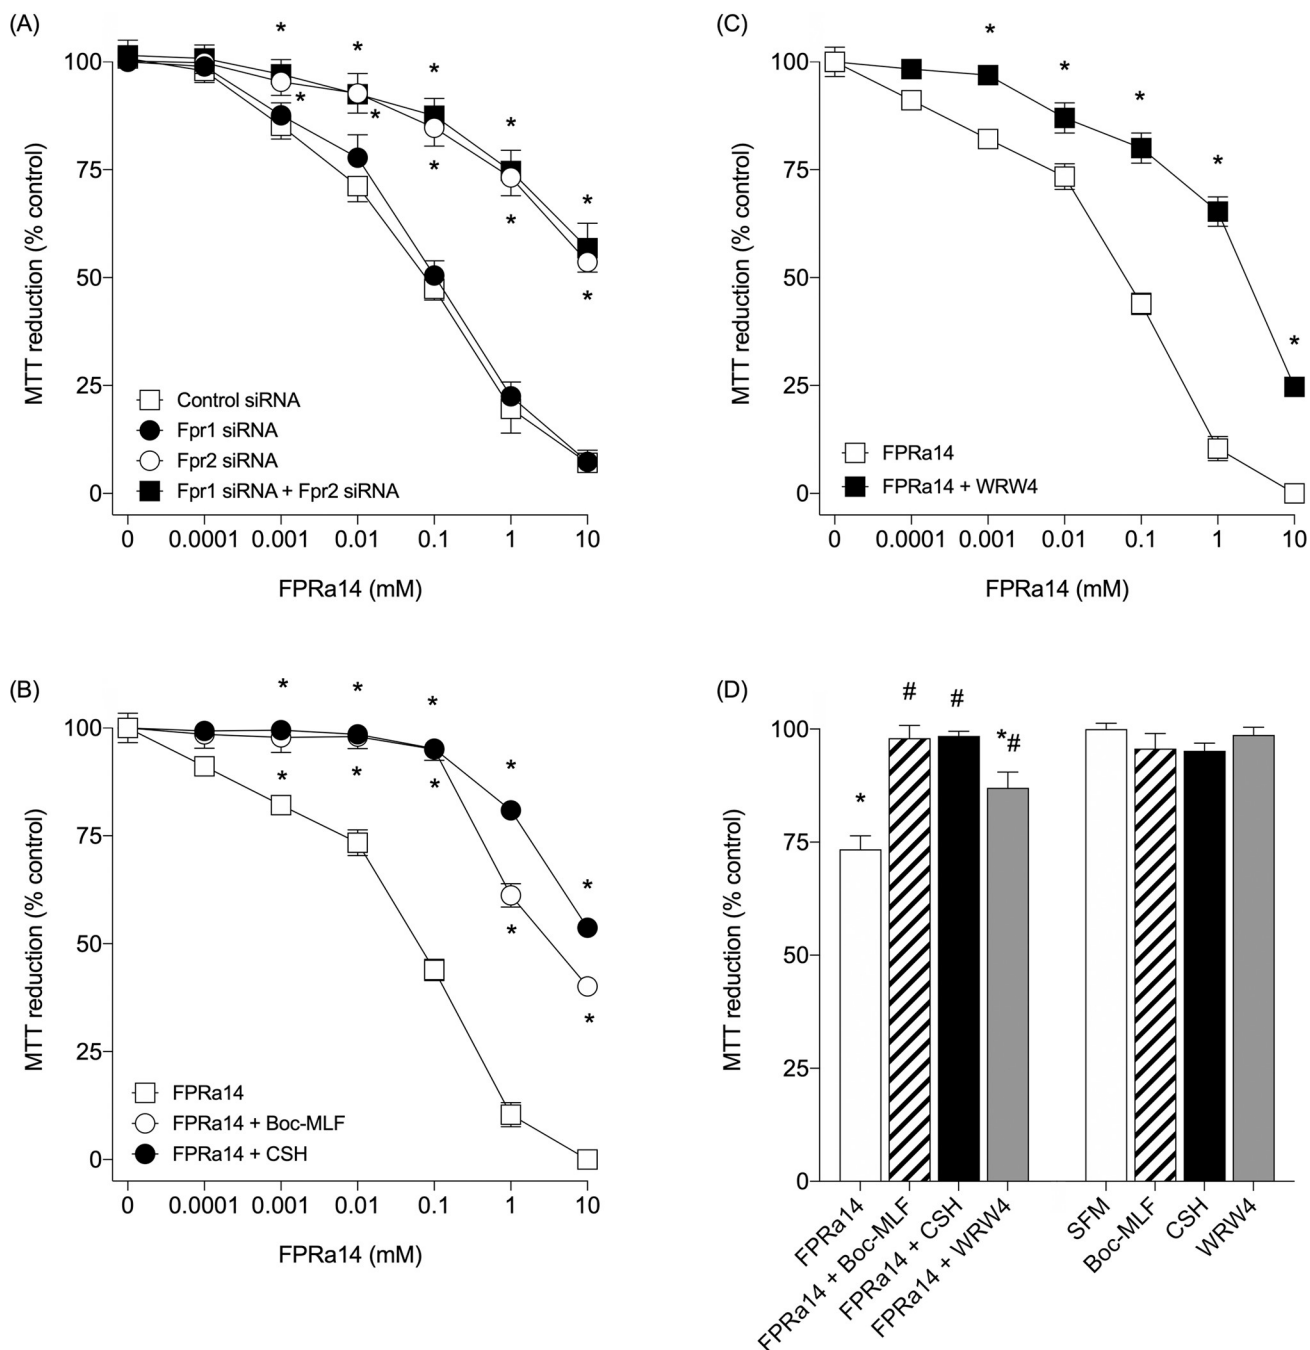 (A)
MTT reduction (% control)
100
75
50
25
0
* * * * * *
* * * * *
Control siRNA
Fpr1 siRNA
Fpr2 siRNA
Fpr1 siRNA + Fpr2 siRNA
0 0.0001 0.001 0.01 0.1 1 10
FPRa14 (mM)
(C)
MTT reduction (% control)
100
75
50
25
0
* * * * *
FPRa14
FPRa14 + WRW4
0 0.0001 0.001 0.01 0.1 1 10
FPRa14 (mM)
(B)
MTT reduction (% control)
100
75
50
25
0
* * * * *
* * * * *
FPRa14
FPRa14 + Boc-MLF
FPRa14 + CSH
0 0.0001 0.001 0.01 0.1 1 10
FPRa14 (mM)
(D)
MTT reduction (% control)
100
75
50
25
0
* # # *#
FPRa14
FPRa14 + Boc-MLF
FPRa14 + CSH
FPRa14 + WRW4
SFM
Boc-MLF
CSH
WRW4